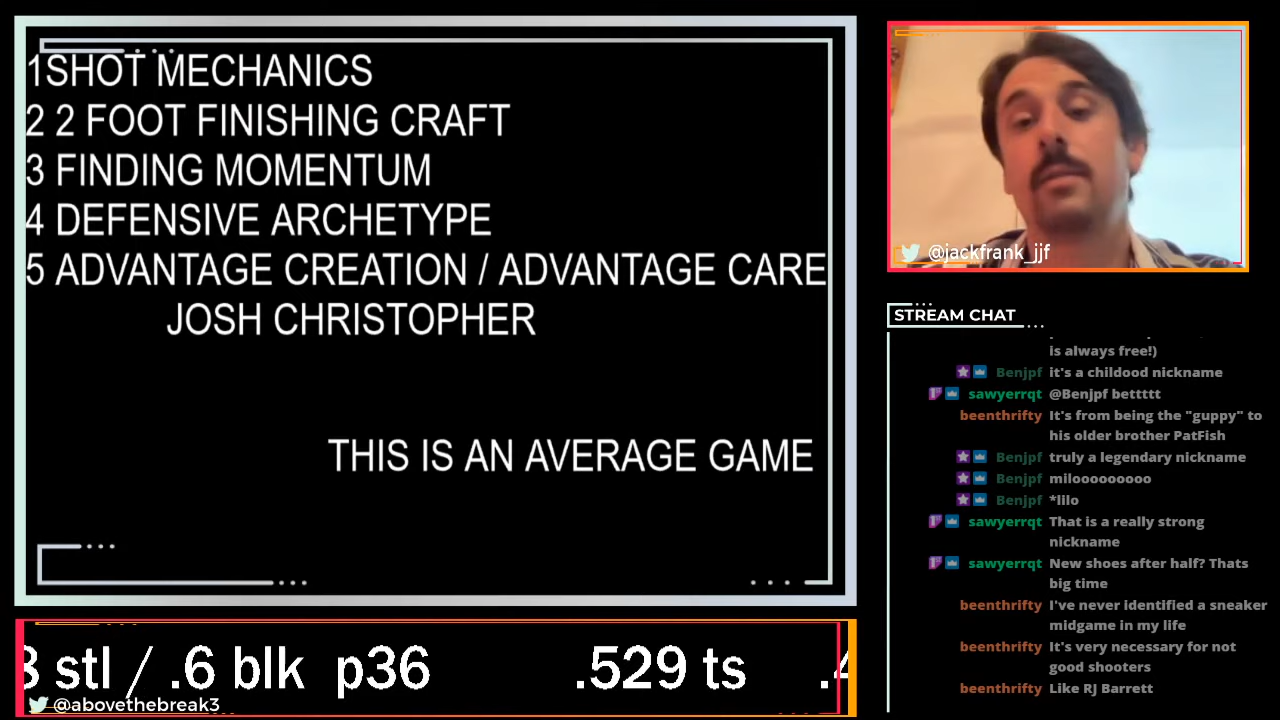 1SHOT MECHANICS
2 2 FOOT FINISHING CRAFT
3 FINDING MOMENTUM
4 DEFENSIVE ARCHETYPE
5 ADVANTAGE CREATION / ADVANTAGE CARE
JOSH CHRISTOPHER
THIS IS AN AVERAGE GAME
stl / .6 blk p36 .529 ts
@abovethebreak3
@jackfrank_jjf
STREAM CHAT
is always free!)
Benjpf it's a childood nickname
sawyerrqt @Benjpf bettttt
beenthrifty It's from being the "guppy" to
his older brother PatFish
Benjpf truly a legendary nickname
Benjpf milooooooooo
Benjpf *lllo
sawyerrqt That is a really strong
nickname
sawyerrqt New shoes after half? Thats
big time
beenthrifty I've never identified a sneaker
midgame in my life
beenthrifty It's very necessary for not
good shooters
beenthrifty Like RJ Barrett